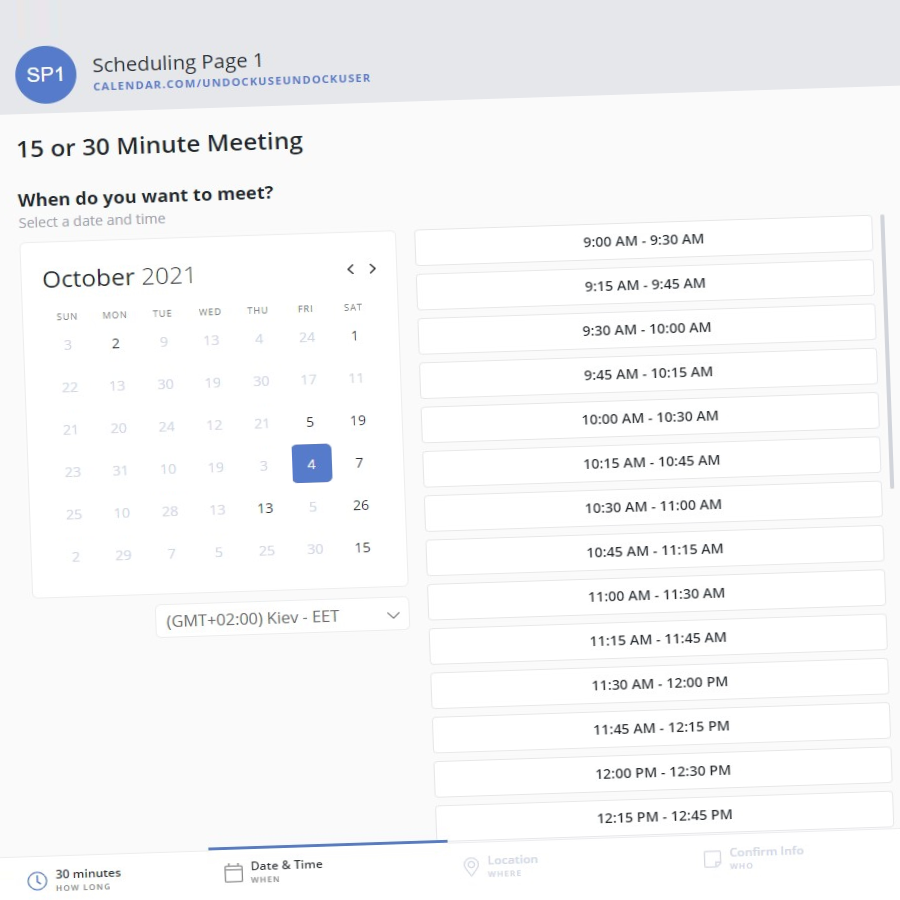 SP1
Scheduling Page 1
CALENDAR.COM/UNDOCKUSEUNDOCKUSER
15 or 30 Minute Meeting
When do you want to meet?
Select a date and time
October 2021
SUN MON TUE WED THU FRI SAT
3 2 9 13 4 24 1
22 13 30 19 30 17 11
21 20 24 12 21 5 19
23 31 10 19 3 4 7
25 10 28 13 13 5 26
2 29 7 5 25 30 15
(GMT+02:00) Kiev - EET
9:00 AM - 9:30 AM
9:15 AM - 9:45 AM
9:30 AM - 10:00 AM
9:45 AM - 10:15 AM
10:00 AM - 10:30 AM
10:15 AM - 10:45 AM
10:30 AM - 11:00 AM
10:45 AM - 11:15 AM
11:00 AM - 11:30 AM
11:15 AM - 11:45 AM
11:30 AM - 12:00 PM
11:45 AM - 12:15 PM
12:00 PM - 12:30 PM
12:15 PM - 12:45 PM
30 minutes
HOW LONG
Date & Time
WHEN
Location
WHERE
Confirm Info
WHO